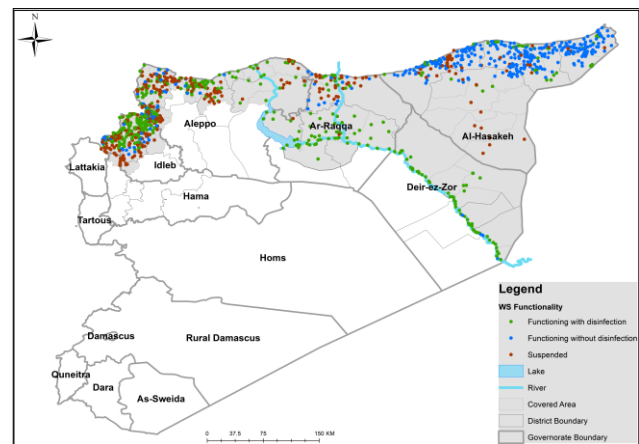 N
Aleppo
Ar-Raqqa
Al-Hasakeh
Lattakia
Idleb
Deir-ez-Zor
Hama
Tartous
Homs
Legend
WS Functionality
Functioning with disinfection
Functioning without disinfection
Suspended
Lake
River
Covered Area
District Boundary
Governorate Boundary
Damascus
Rural Damascus
Quneitra
Dara
As-Sweida
0 37.5 75 150 KM